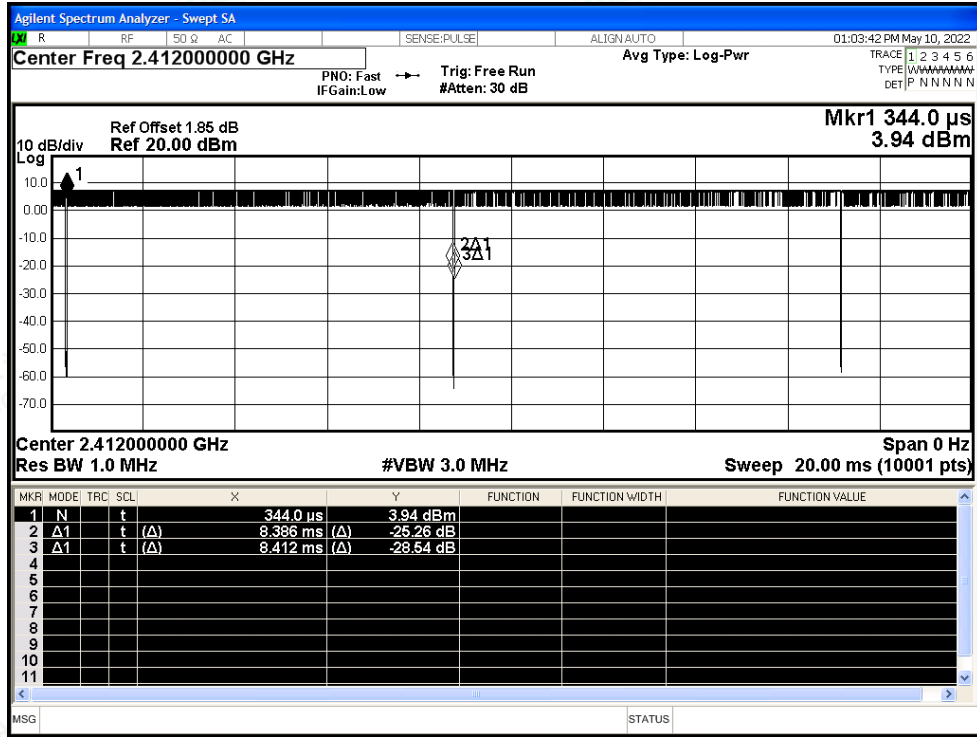 Agilent Spectrum Analyzer - Swept SA
LXI R RF 50 Ω AC SENSE:PULSE ALIGN AUTO 01:03:42 PM May 10, 2022
Center Freq 2.412000000 GHz
PNO: Fast
IFGain:Low
Trig: Free Run
#Atten: 30 dB
Avg Type: Log-Pwr
TRACE 1 2 3 4 5 6
TYPE W
DET P N N N N N
Mkr1 344.0 µs
3.94 dBm
Ref Offset 1.85 dB
10 dB/div Ref 20.00 dBm
Log
1
10.0
0.00
-10.0
2Δ1
3Δ1
-20.0
-30.0
-40.0
-50.0
-60.0
-70.0
Center 2.412000000 GHz Span 0 Hz
Res BW 1.0 MHz #VBW 3.0 MHz Sweep 20.00 ms (10001 pts)
MKR MODE TRC SCL X Y FUNCTION FUNCTION WIDTH FUNCTION VALUE
1 N t 344.0 µs 3.94 dBm
2 Δ1 t (Δ) 8.386 ms (Δ) -25.26 dB
3 Δ1 t (Δ) 8.412 ms (Δ) -28.54 dB
4
5
6
7
8
9
10
11
MSG STATUS